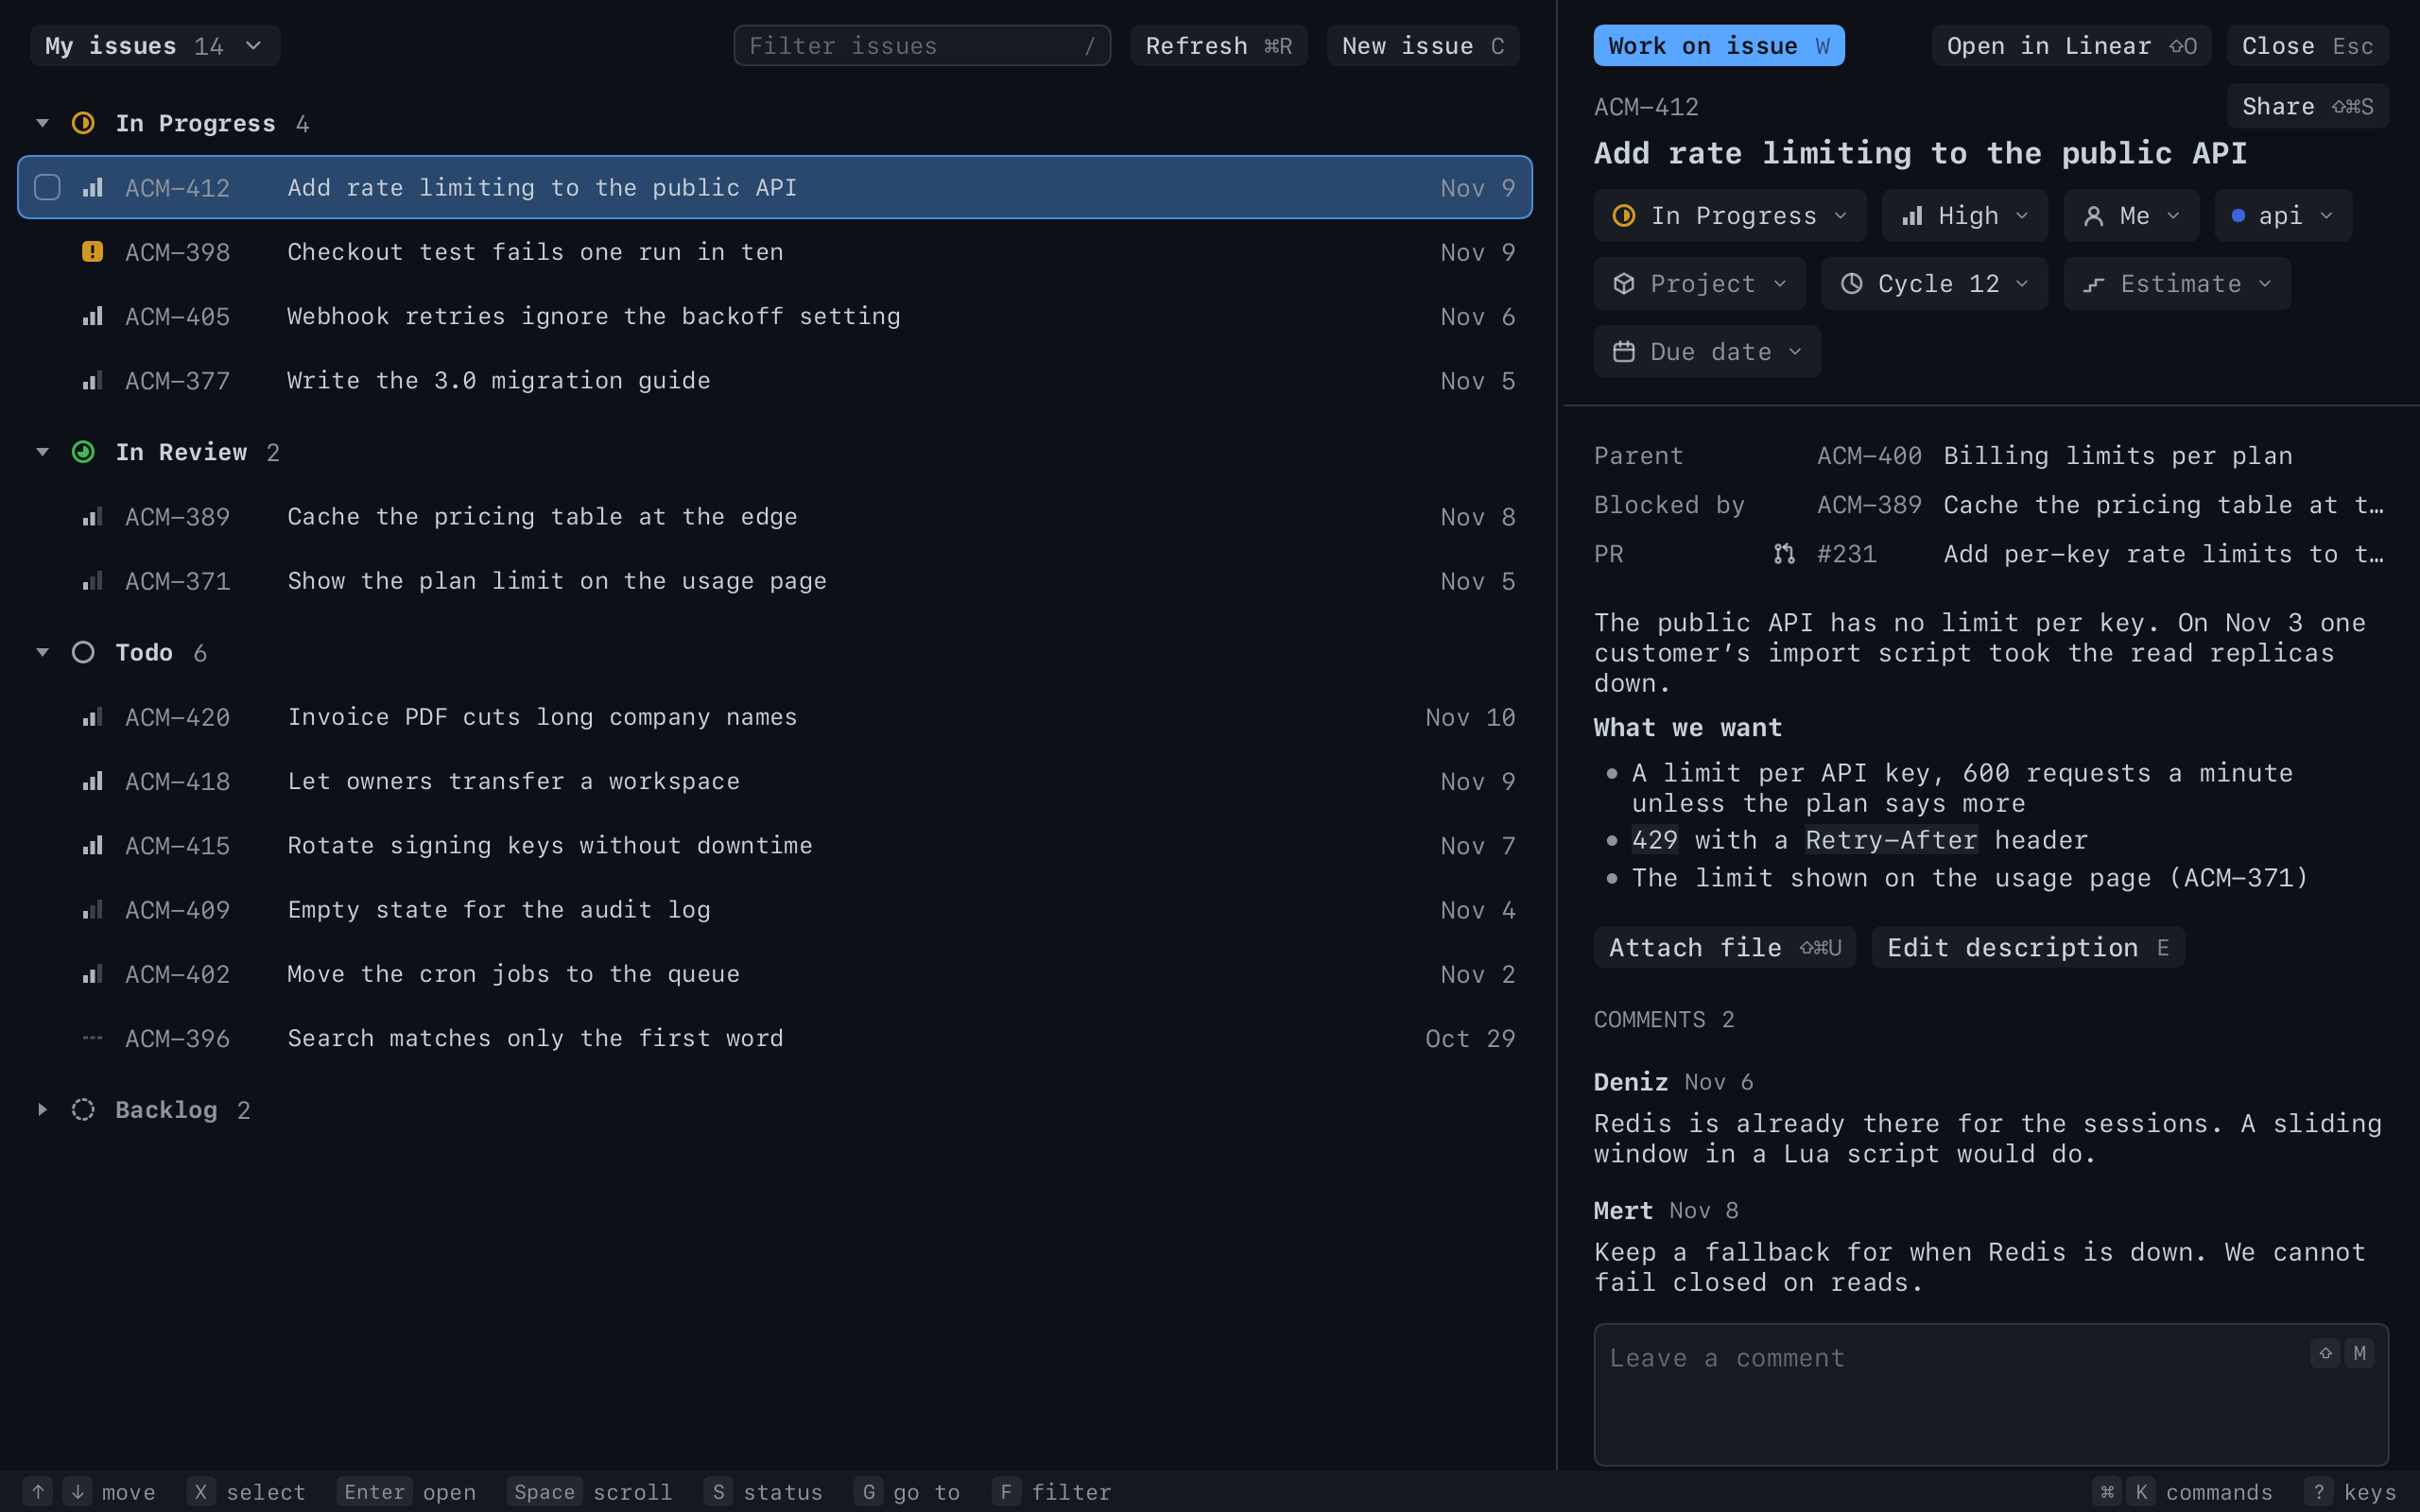 My issues 14
Filter issues /
Refresh ⌘R
New issue C
In Progress 4
ACM-412 Add rate limiting to the public API Nov 9
ACM-398 Checkout test fails one run in ten Nov 9
ACM-405 Webhook retries ignore the backoff setting Nov 6
ACM-377 Write the 3.0 migration guide Nov 5
In Review 2
ACM-389 Cache the pricing table at the edge Nov 8
ACM-371 Show the plan limit on the usage page Nov 5
Todo 6
ACM-420 Invoice PDF cuts long company names Nov 10
ACM-418 Let owners transfer a workspace Nov 9
ACM-415 Rotate signing keys without downtime Nov 7
ACM-409 Empty state for the audit log Nov 4
ACM-402 Move the cron jobs to the queue Nov 2
ACM-396 Search matches only the first word Oct 29
Backlog 2
Work on issue W
Open in Linear ⇧O
Close Esc
ACM-412
Share ⇧⌘S
Add rate limiting to the public API
In Progress High Me api
Project Cycle 12 Estimate
Due date
Parent ACM-400 Billing limits per plan
Blocked by ACM-389 Cache the pricing table at t…
PR #231 Add per-key rate limits to t…
The public API has no limit per key. On Nov 3 one
customer’s import script took the read replicas
down.
What we want
• A limit per API key, 600 requests a minute
unless the plan says more
• 429 with a Retry-After header
• The limit shown on the usage page (ACM-371)
Attach file ⇧⌘U
Edit description E
COMMENTS 2
Deniz Nov 6
Redis is already there for the sessions. A sliding
window in a Lua script would do.
Mert Nov 8
Keep a fallback for when Redis is down. We cannot
fail closed on reads.
Leave a comment ⇧ M
↑ ↓ move X select Enter open Space scroll S status G go to F filter
⌘ K commands ? keys